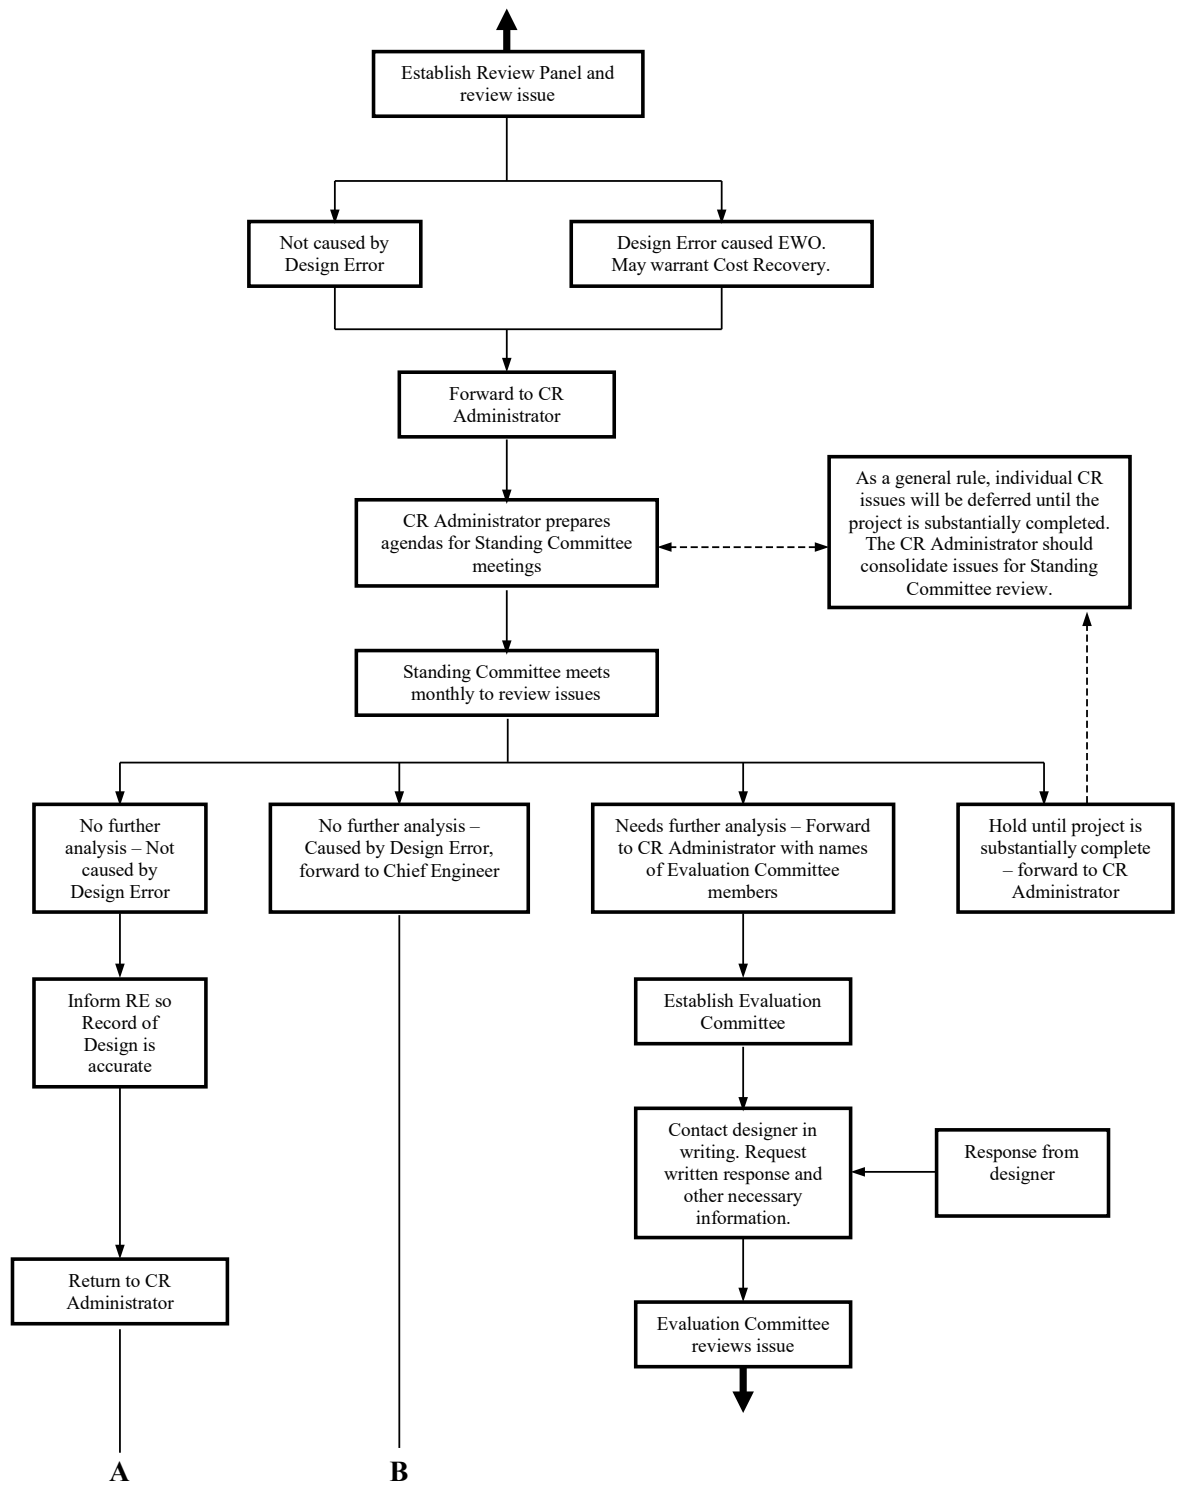 Establish Review Panel and
review issue
Not caused by
Design Error
Design Error caused EWO.
May warrant Cost Recovery.
Forward to CR
Administrator
CR Administrator prepares
agendas for Standing Committee
meetings
As a general rule, individual CR
issues will be deferred until the
project is substantially completed.
The CR Administrator should
consolidate issues for Standing
Committee review.
Standing Committee meets
monthly to review issues
No further
analysis – Not
caused by
Design Error
No further analysis –
Caused by Design Error,
forward to Chief Engineer
Needs further analysis – Forward
to CR Administrator with names
of Evaluation Committee
members
Hold until project is
substantially complete
– forward to CR
Administrator
Inform RE so
Record of
Design is
accurate
Establish Evaluation
Committee
Contact designer in
writing. Request
written response and
other necessary
information.
Response from
designer
Return to CR
Administrator
Evaluation Committee
reviews issue
A
B